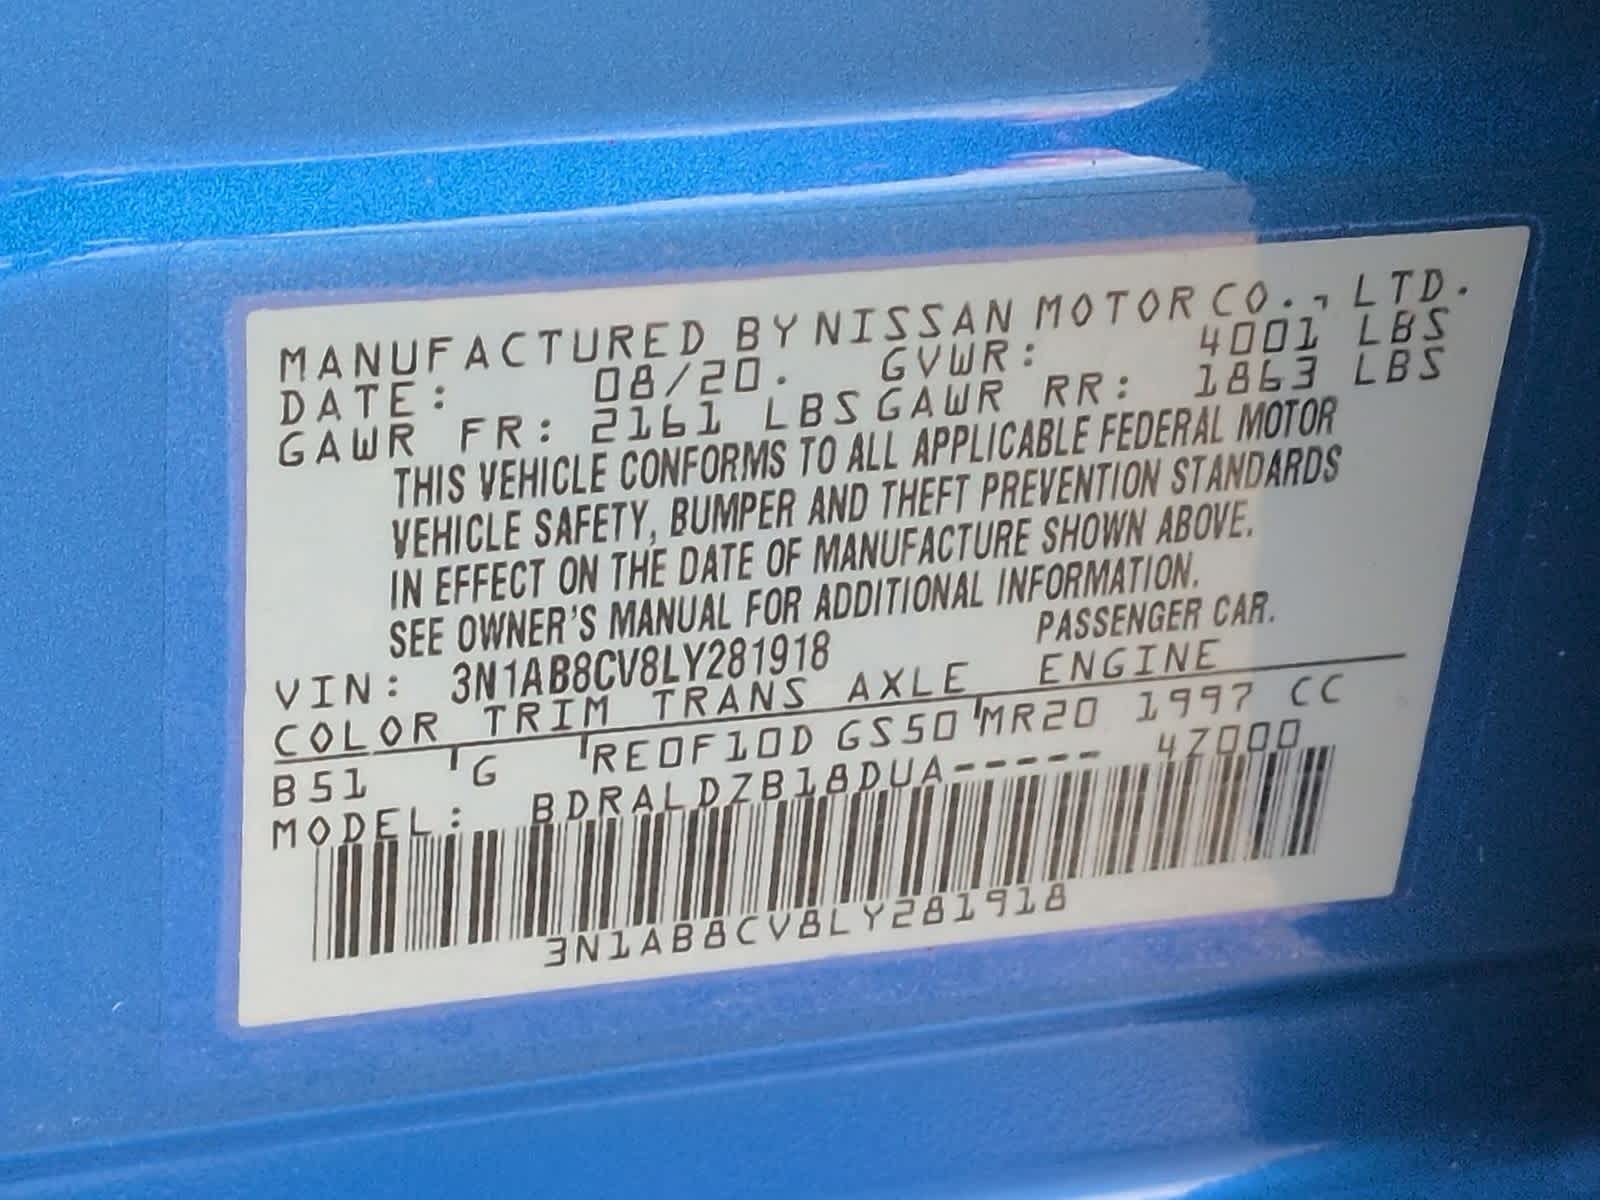 MANUFACTURED BY NISSAN MOTOR CO., LTD.
DATE: 08/20. GVWR: 4001 LBS
GAWR FR: 2161 LBS GAWR RR: 1863 LBS
THIS VEHICLE CONFORMS TO ALL APPLICABLE FEDERAL MOTOR
VEHICLE SAFETY, BUMPER AND THEFT PREVENTION STANDARDS
IN EFFECT ON THE DATE OF MANUFACTURE SHOWN ABOVE.
SEE OWNER'S MANUAL FOR ADDITIONAL INFORMATION.
VIN: 3N1AB8CV8LY281918 PASSENGER CAR.
COLOR TRIM TRANS AXLE ENGINE
B51 G RE0F10D GS50 MR20 1997 CC
MODEL: BDRALDZB18DUA----- 47000
3N1AB8CV8LY281918